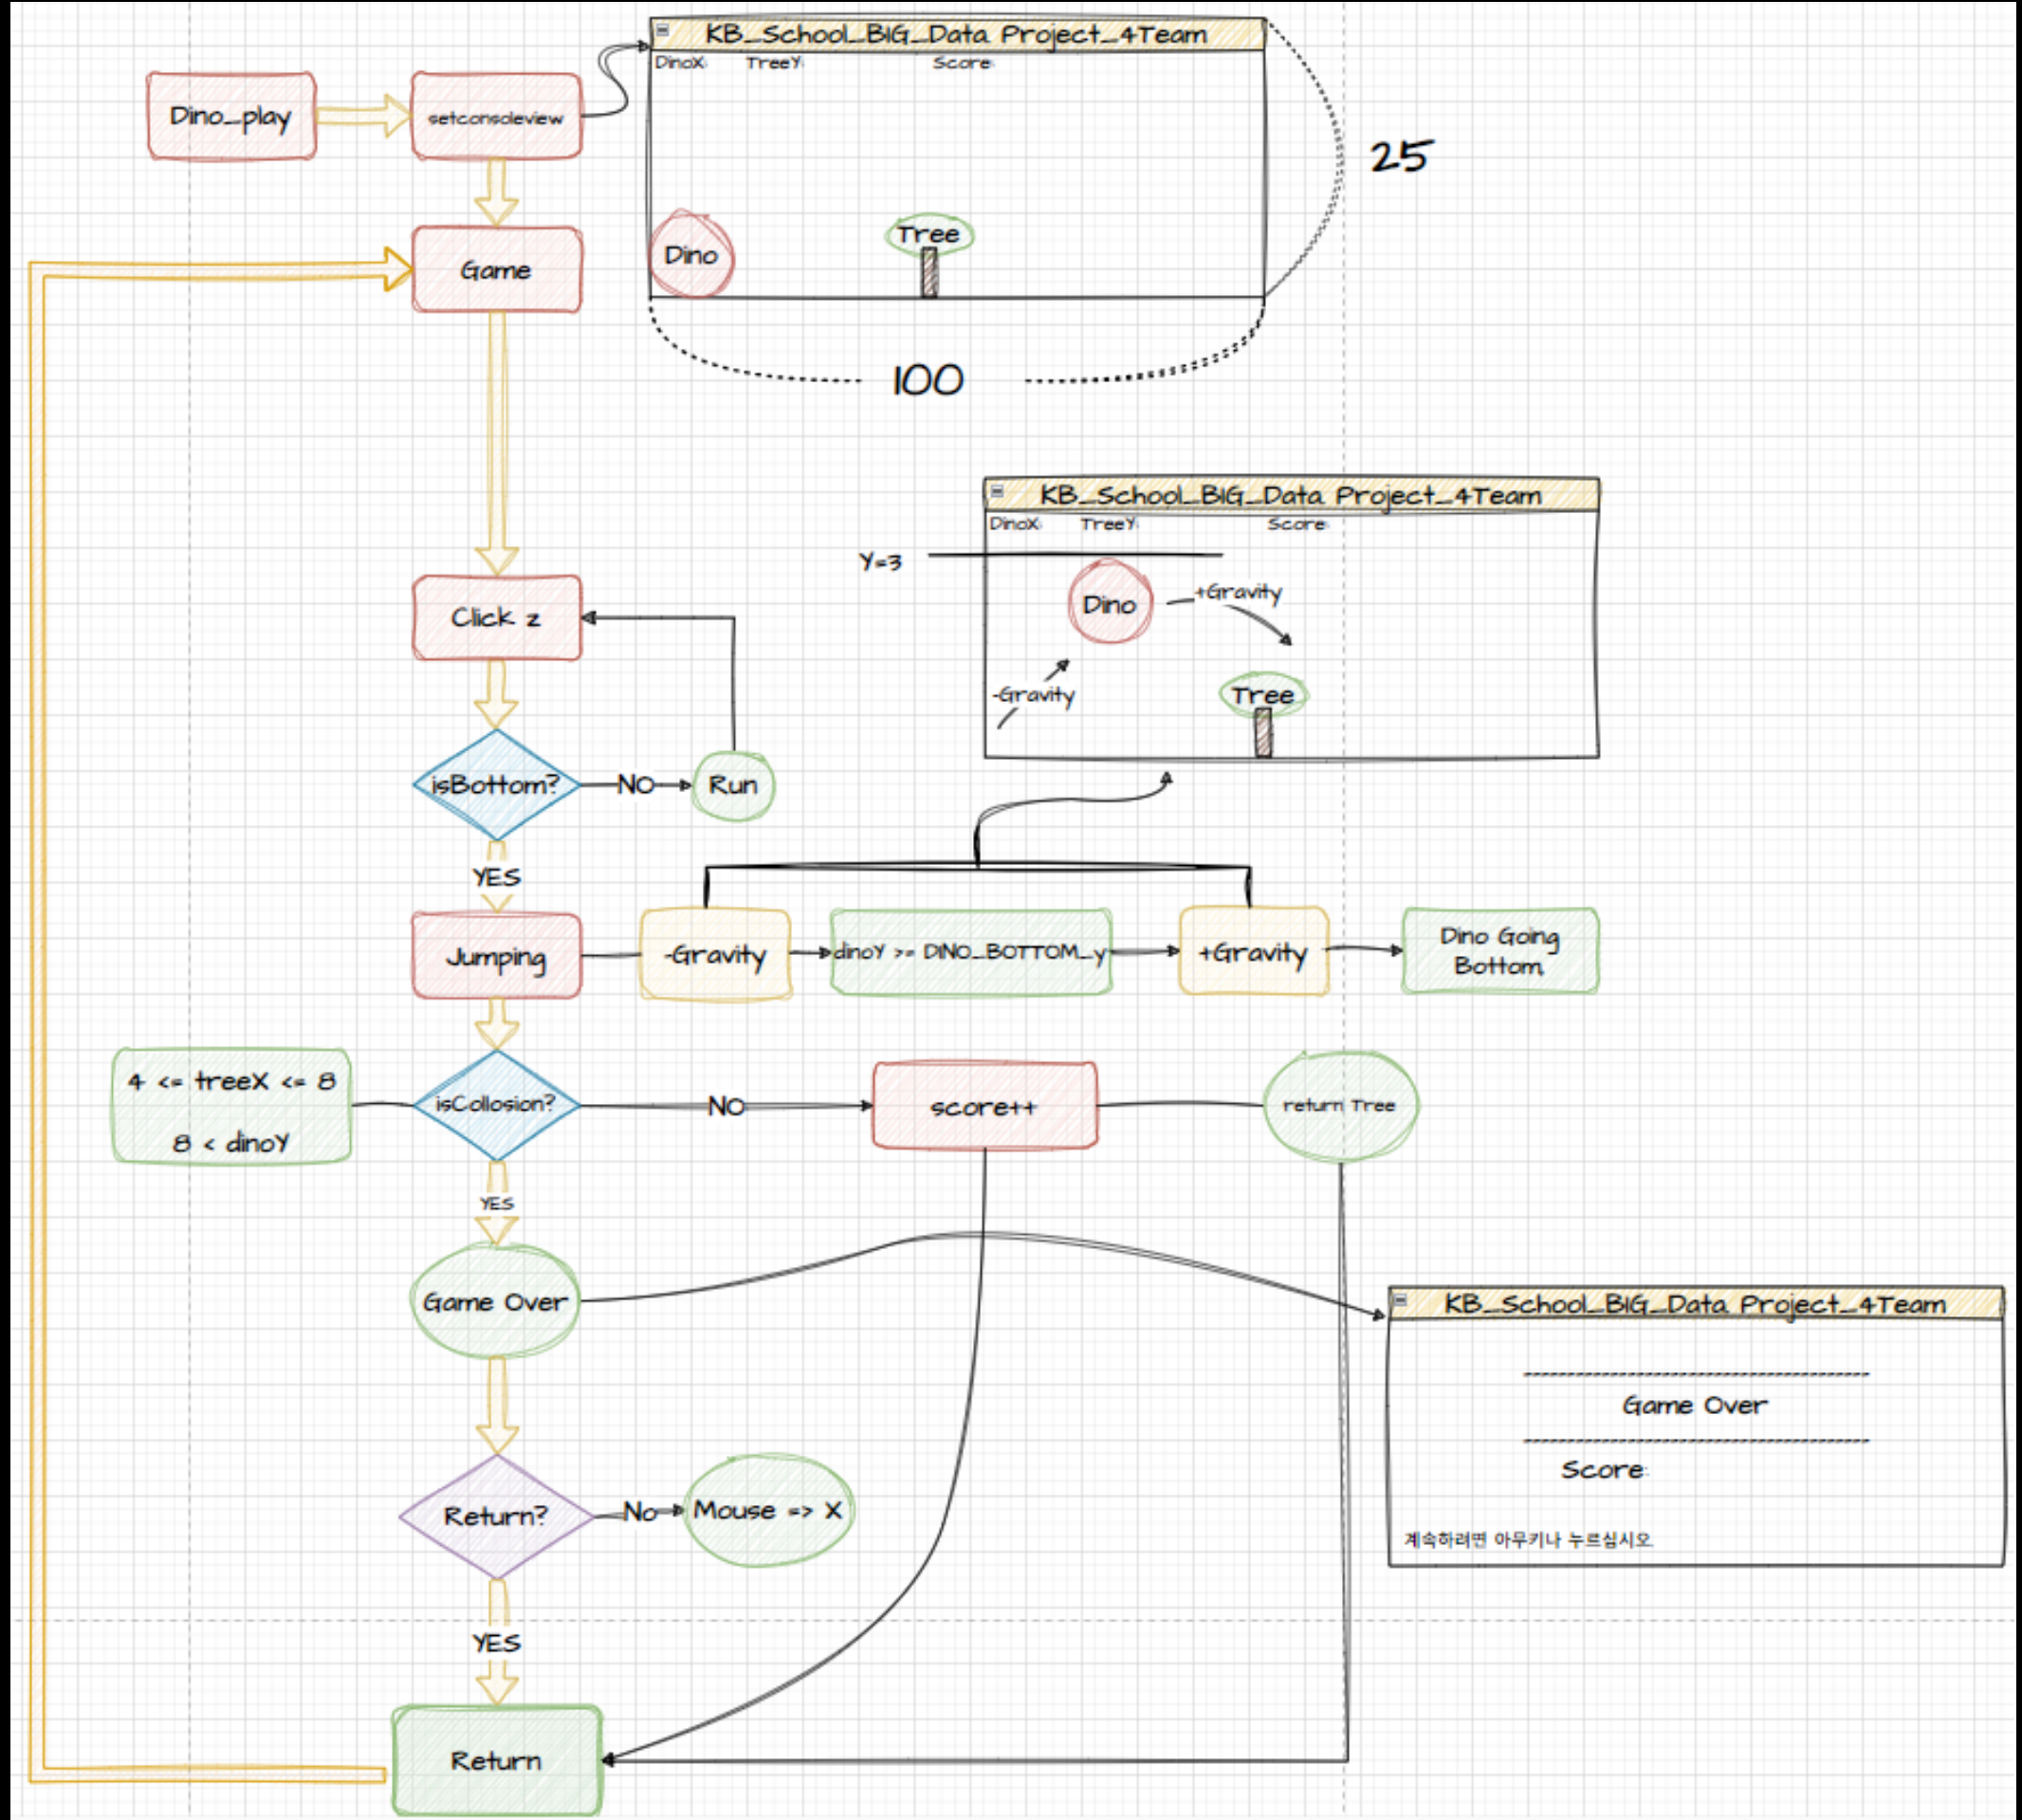 KB_School_BIG_Data Project_4Team
DinoX: TreeY: Score:
Dino_play
setconsoleview
25
Dino
Tree
Game
100
KB_School_BIG_Data Project_4Team
DinoX: TreeY: Score:
Y=3
Dino
+Gravity
-Gravity
Tree
Click z
isBottom?
NO
Run
YES
Jumping
-Gravity
dinoY >= DINO_BOTTOM_y
+Gravity
Dino Going
Bottom,
4 <= treeX <= 8
8 < dinoY
isCollosion?
NO
score++
return Tree
YES
Game Over
KB_School_BIG_Data Project_4Team
----------------------------------------
Game Over
----------------------------------------
Score:
계속하려면 아무키나 누르십시오.
Return?
No
Mouse => X
YES
Return